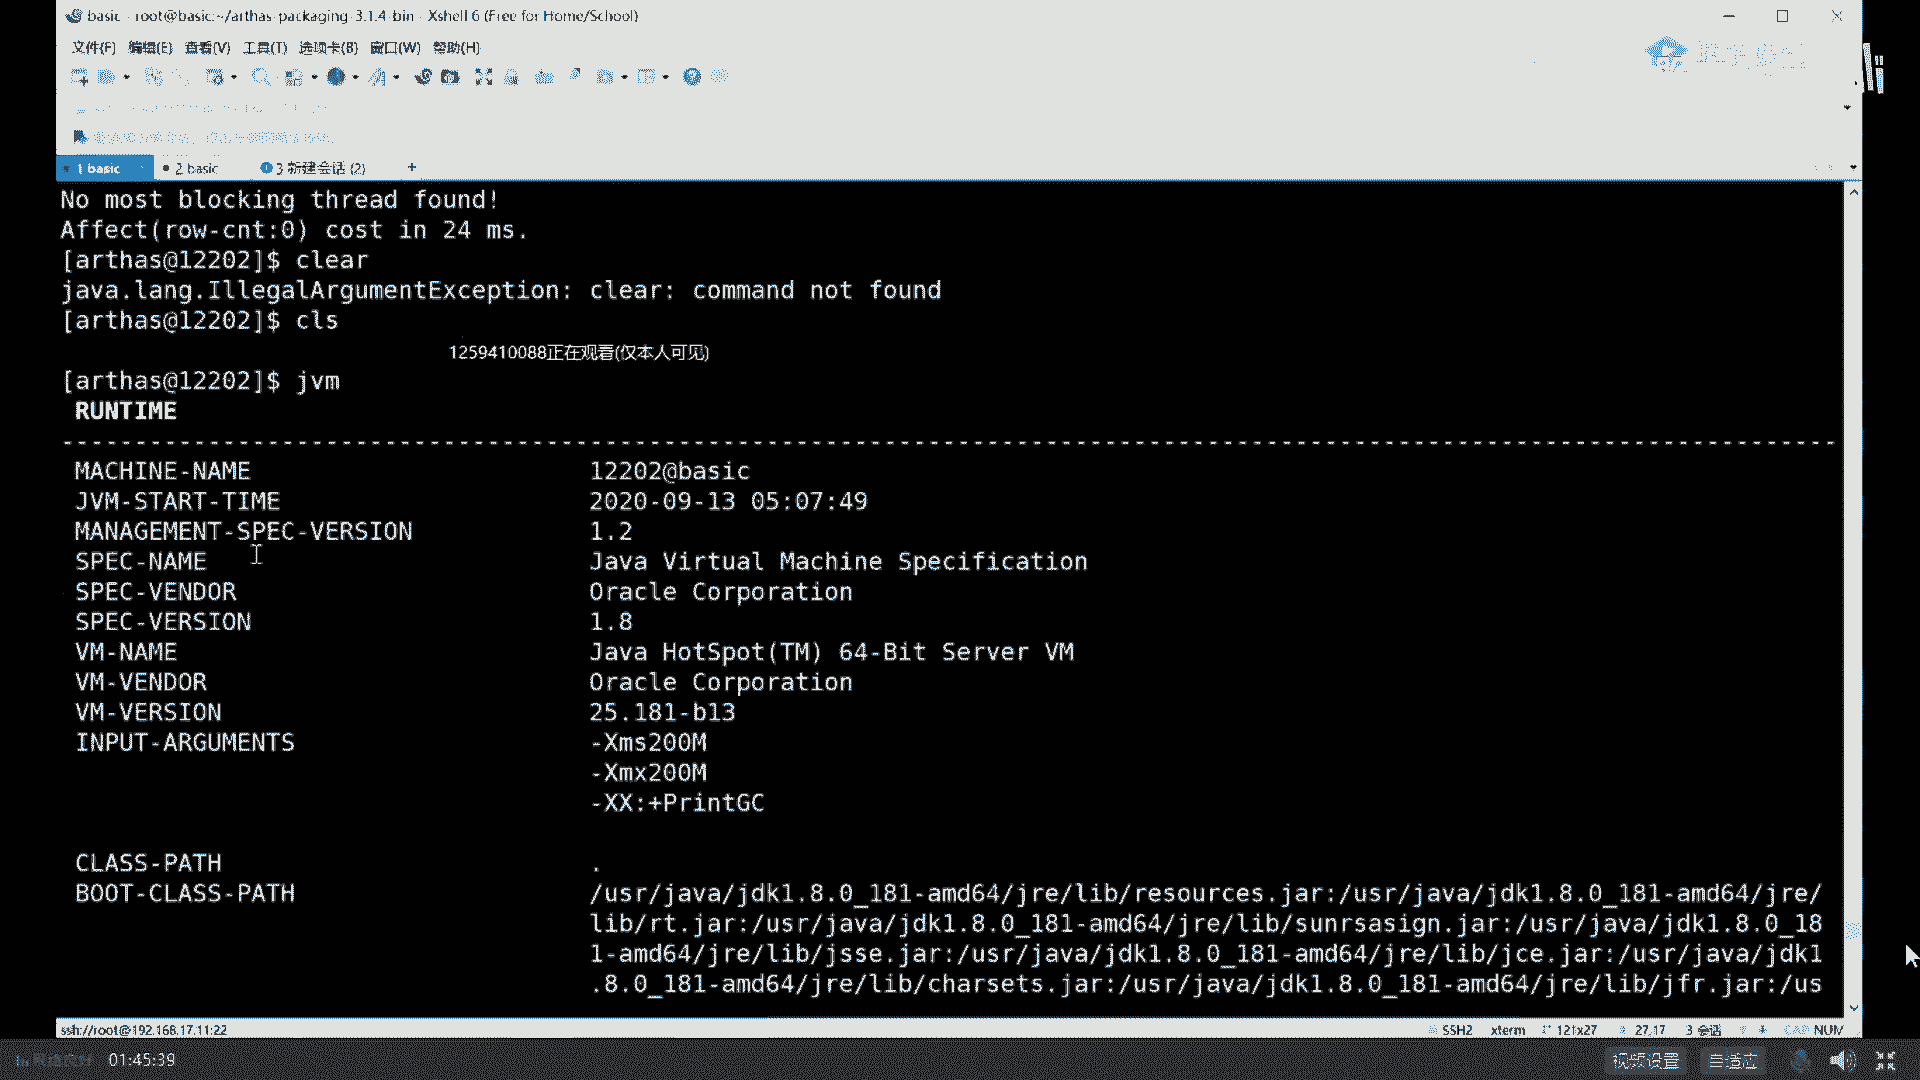 basic - root@basic:~/arthas-packaging-3.1.4-bin - Xshell 6 (Free for Home/School)
文件(F) 编辑(E) 查看(V) 工具(T) 选项卡(B) 窗口(W) 帮助(H)
1 basic 2 basic 3 新建会话 (2) +
No most blocking thread found!
Affect(row-cnt:0) cost in 24 ms.
[arthas@12202]$ clear
java.lang.IllegalArgumentException: clear: command not found
[arthas@12202]$ cls
1259410088正在观看(仅本人可见)
[arthas@12202]$ jvm
RUNTIME
--------------------------------------------------------------------------------
MACHINE-NAME 12202@basic
JVM-START-TIME 2020-09-13 05:07:49
MANAGEMENT-SPEC-VERSION 1.2
SPEC-NAME Java Virtual Machine Specification
SPEC-VENDOR Oracle Corporation
SPEC-VERSION 1.8
VM-NAME Java HotSpot(TM) 64-Bit Server VM
VM-VENDOR Oracle Corporation
VM-VERSION 25.181-b13
INPUT-ARGUMENTS -Xms200M
-Xmx200M
-XX:+PrintGC
CLASS-PATH .
BOOT-CLASS-PATH /usr/java/jdk1.8.0_181-amd64/jre/lib/resources.jar:/usr/java/jdk1.8.0_181-amd64/jre/
lib/rt.jar:/usr/java/jdk1.8.0_181-amd64/jre/lib/sunrsasign.jar:/usr/java/jdk1.8.0_18
1-amd64/jre/lib/jsse.jar:/usr/java/jdk1.8.0_181-amd64/jre/lib/jce.jar:/usr/java/jdk1
.8.0_181-amd64/jre/lib/charsets.jar:/usr/java/jdk1.8.0_181-amd64/jre/lib/jfr.jar:/us
ssh://root@192.168.17.11:22 SSH2 xterm 121x27 27,17 3 会话 CAP NUM
01:45:39 视频设置 自适应